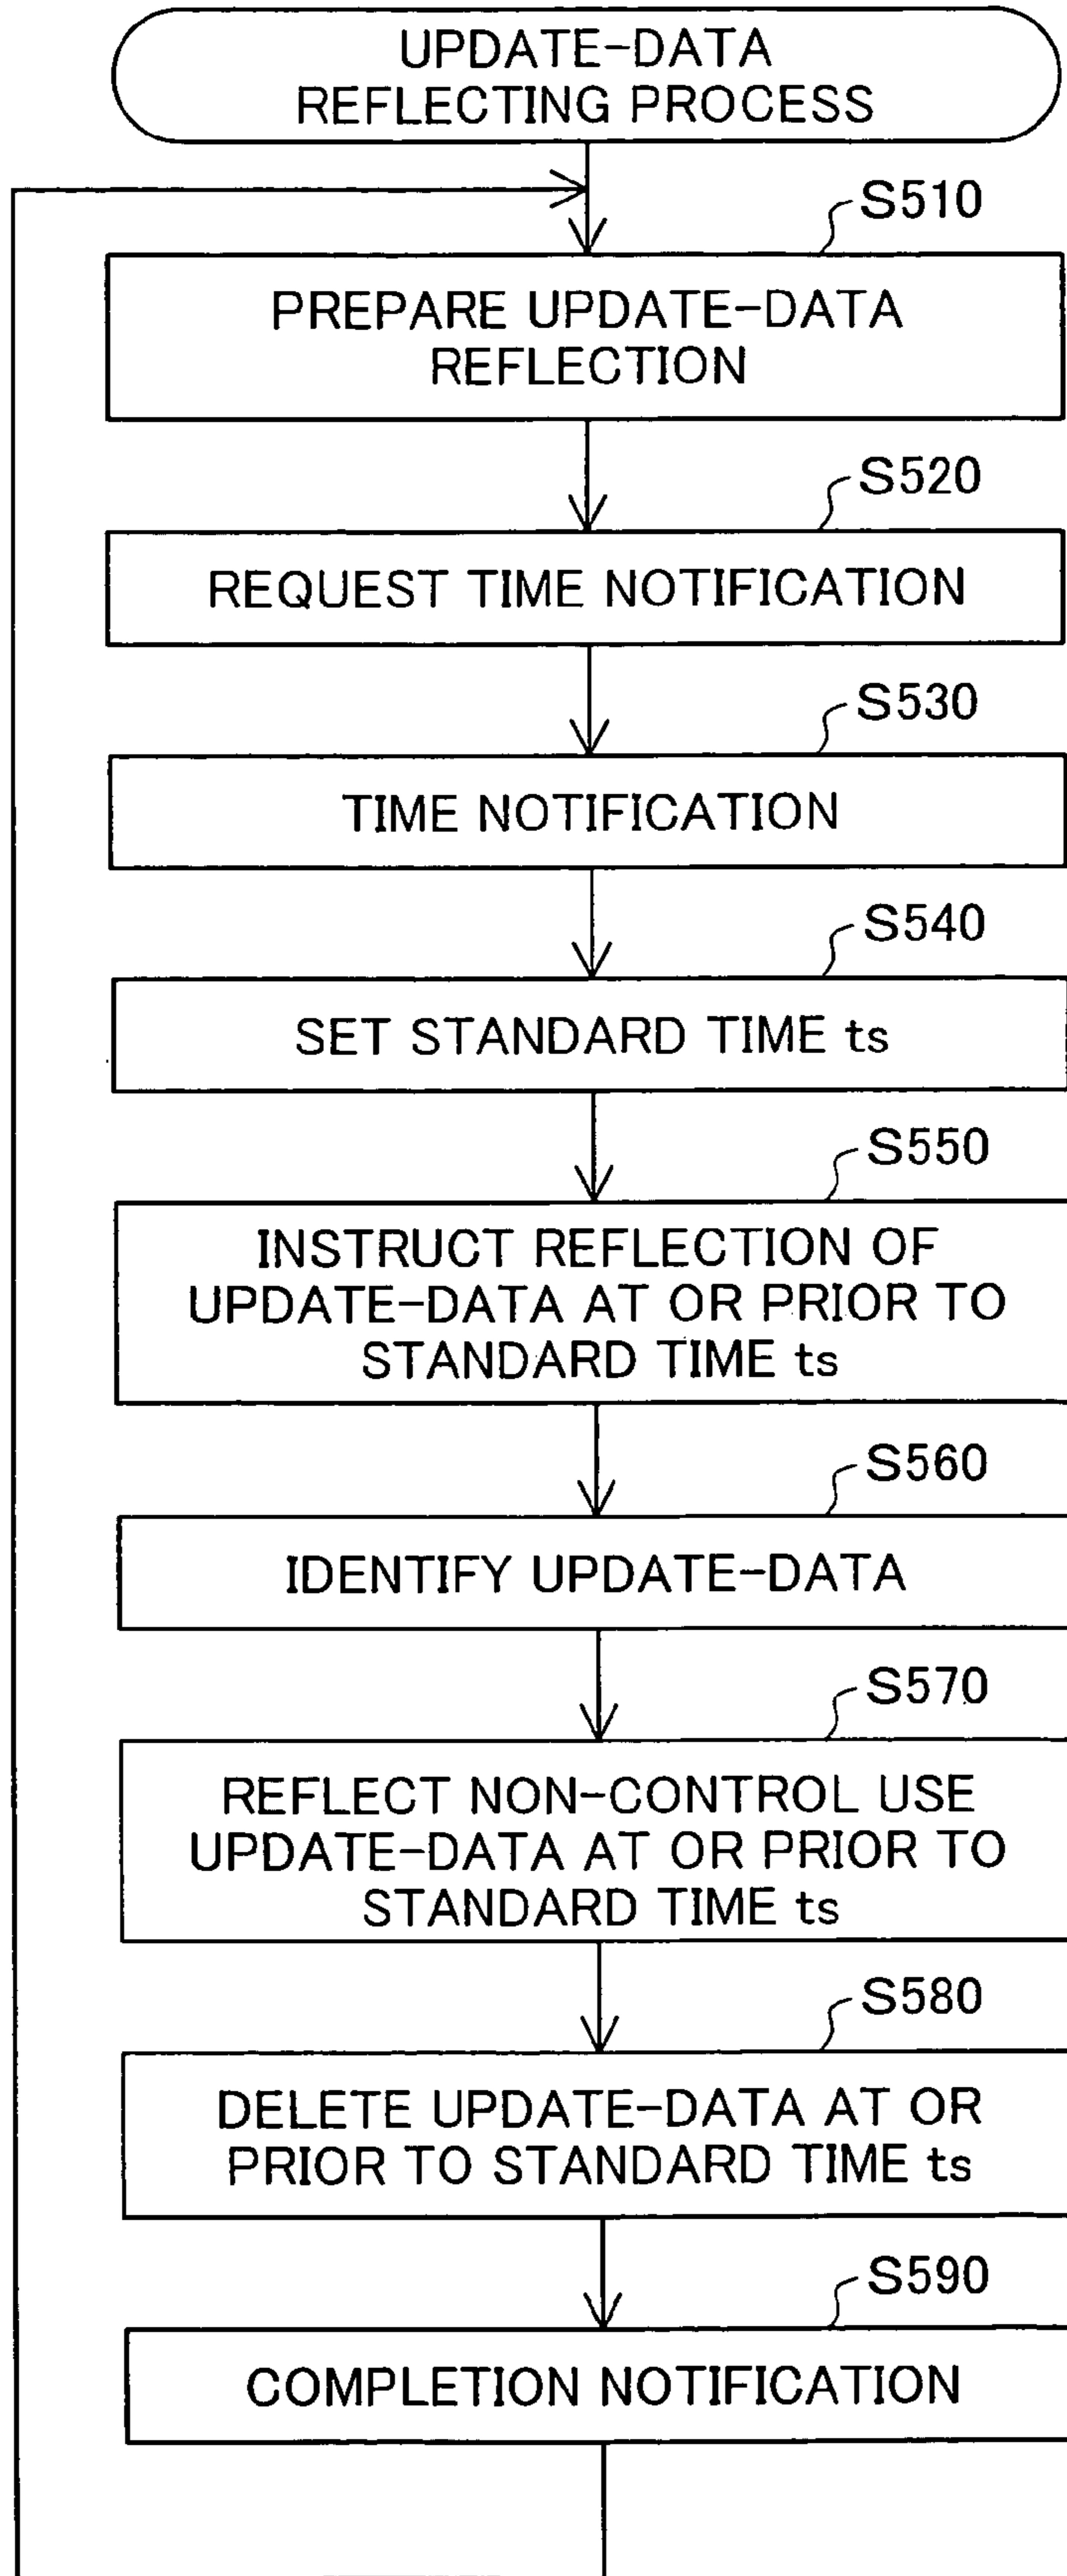 UPDATE-DATA
REFLECTING PROCESS
S510
PREPARE UPDATE-DATA
REFLECTION
S520
REQUEST TIME NOTIFICATION
S530
TIME NOTIFICATION
S540
SET STANDARD TIME ts
S550
INSTRUCT REFLECTION OF
UPDATE-DATA AT OR PRIOR TO
STANDARD TIME ts
S560
IDENTIFY UPDATE-DATA
S570
REFLECT NON-CONTROL USE
UPDATE-DATA AT OR PRIOR TO
STANDARD TIME ts
S580
DELETE UPDATE-DATA AT OR
PRIOR TO STANDARD TIME ts
S590
COMPLETION NOTIFICATION